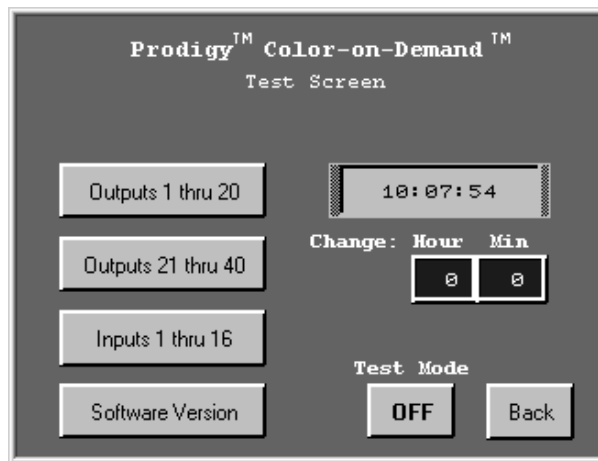 Prodigy™ Color-on-Demand™
Test Screen
Outputs 1 thru 20
10:07:54
Change: Hour Min
Outputs 21 thru 40
0 0
Inputs 1 thru 16
Test Mode
Software Version
OFF
Back